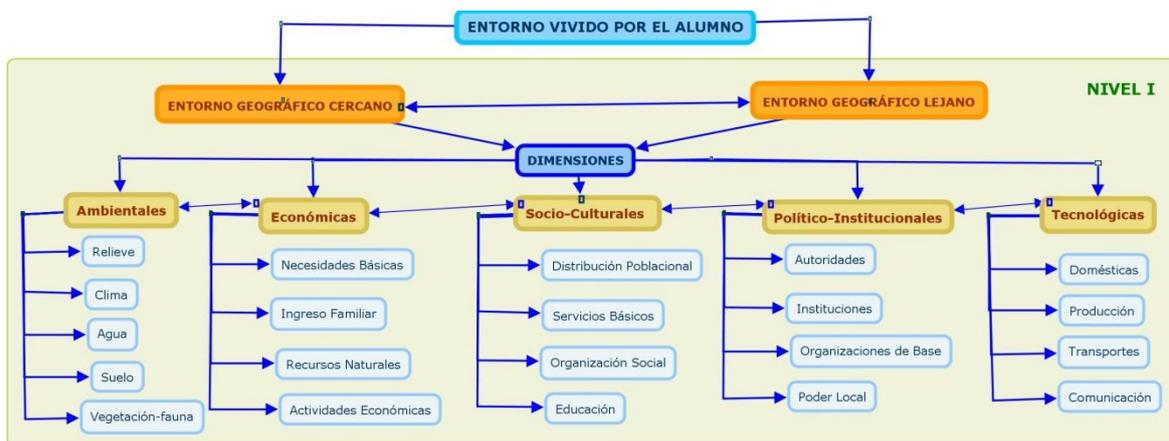 ENTORNO VIVIDO POR EL ALUMNO
NIVEL I
ENTORNO GEOGRÁFICO CERCANO
ENTORNO GEOGRÁFICO LEJANO
DIMENSIONES
Ambientales
Económicas
Socio-Culturales
Político-Institucionales
Tecnológicas
Relieve
Clima
Agua
Suelo
Vegetación-fauna
Necesidades Básicas
Ingreso Familiar
Recursos Naturales
Actividades Económicas
Distribución Poblacional
Servicios Básicos
Organización Social
Educación
Autoridades
Instituciones
Organizaciones de Base
Poder Local
Domésticas
Producción
Transportes
Comunicación